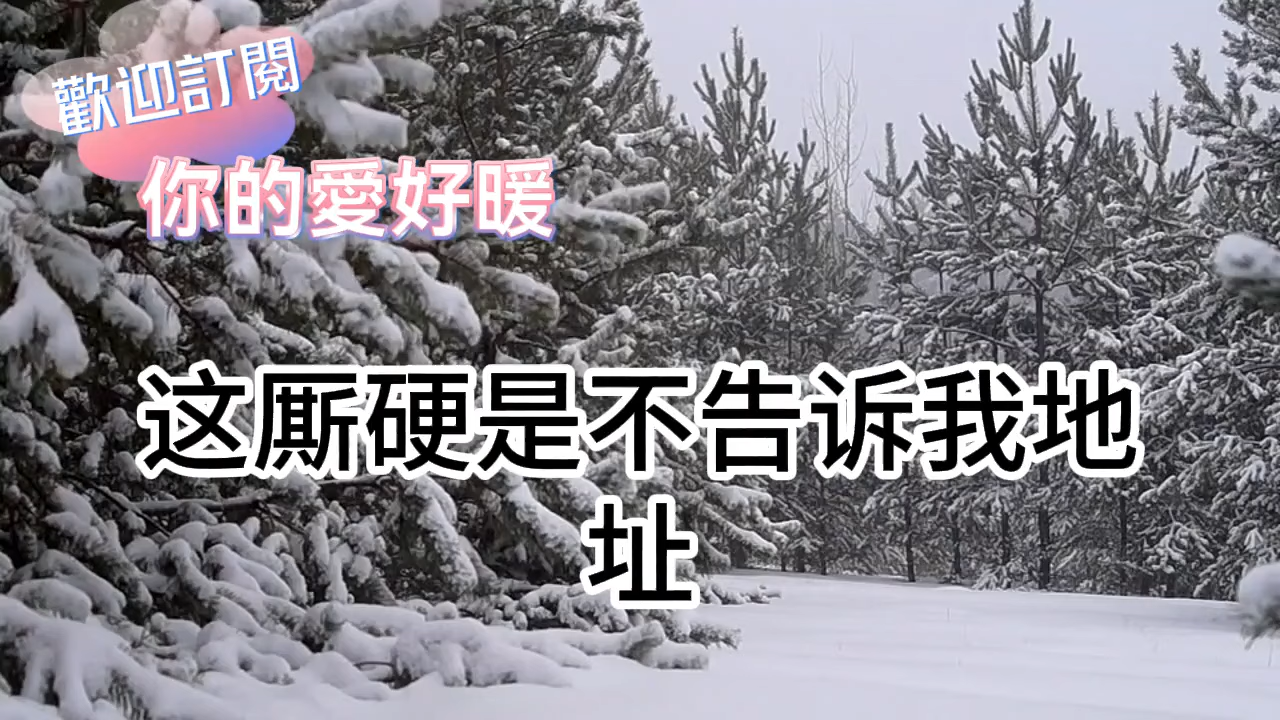 歡迎訂閱
你的愛好暖
这厮硬是不告诉我地
址